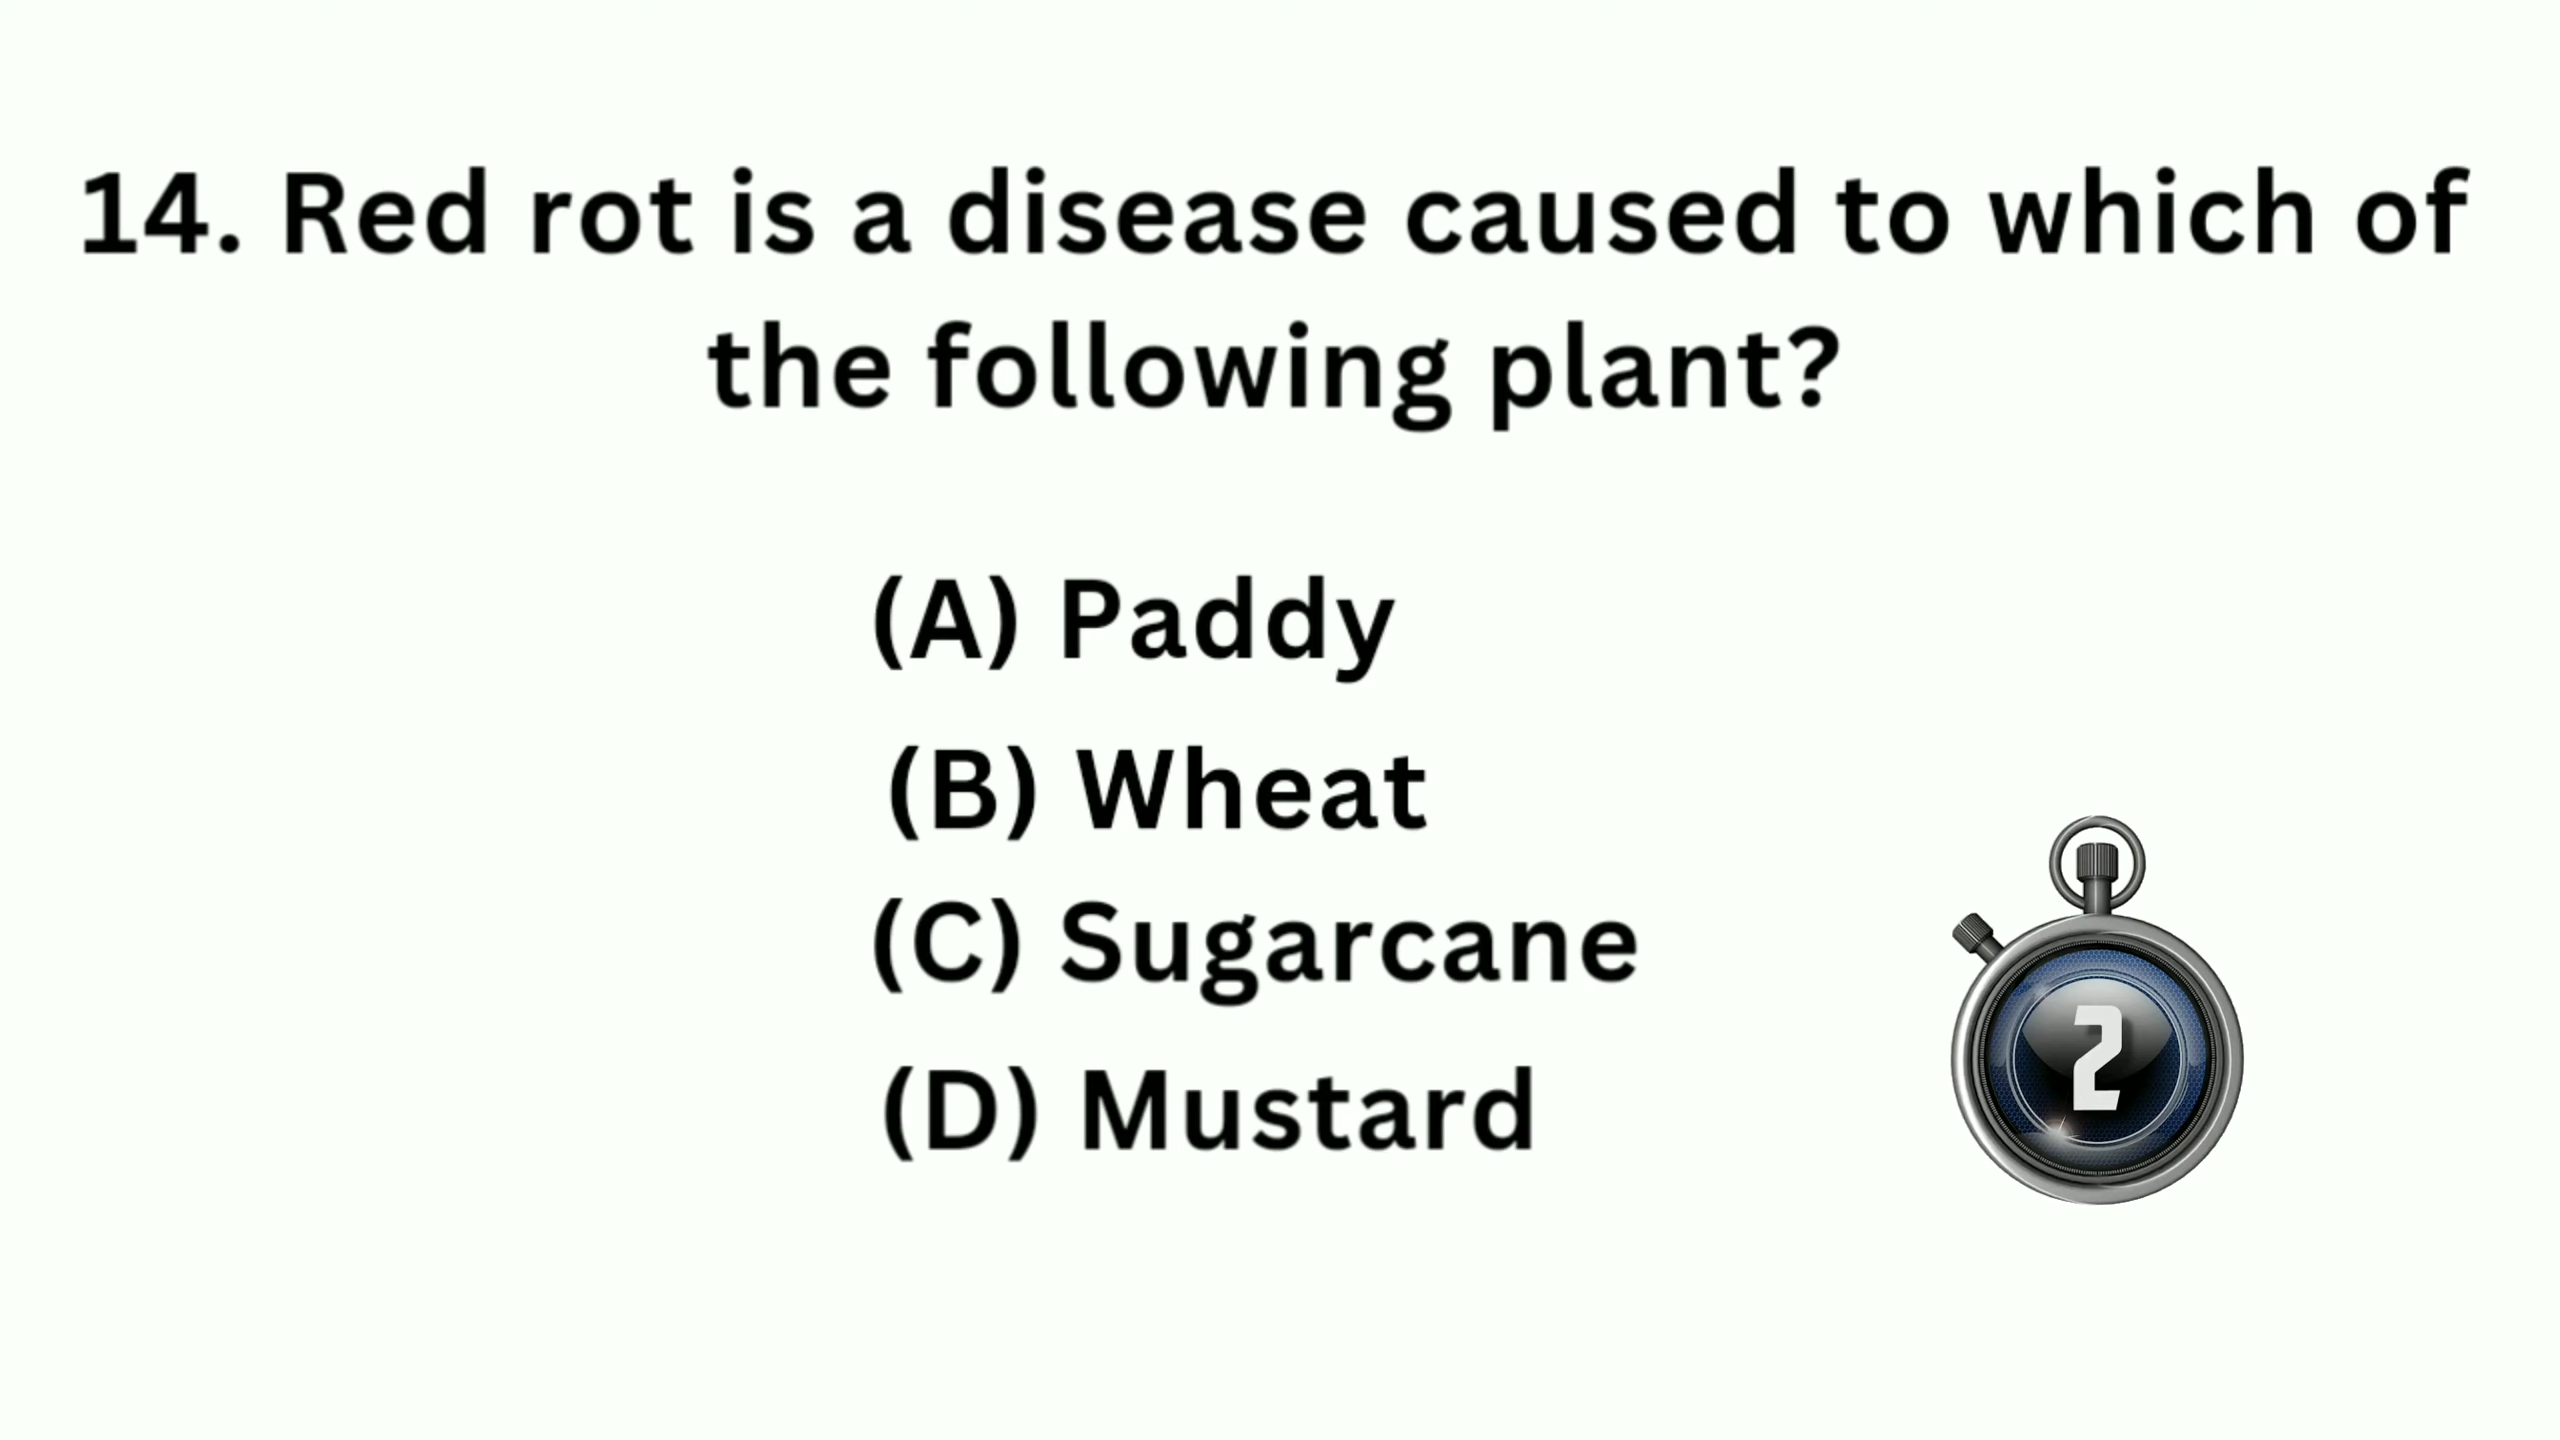 14. Red rot is a disease caused to which of
the following plant?
(A) Paddy
(B) Wheat
(C) Sugarcane
(D) Mustard
2